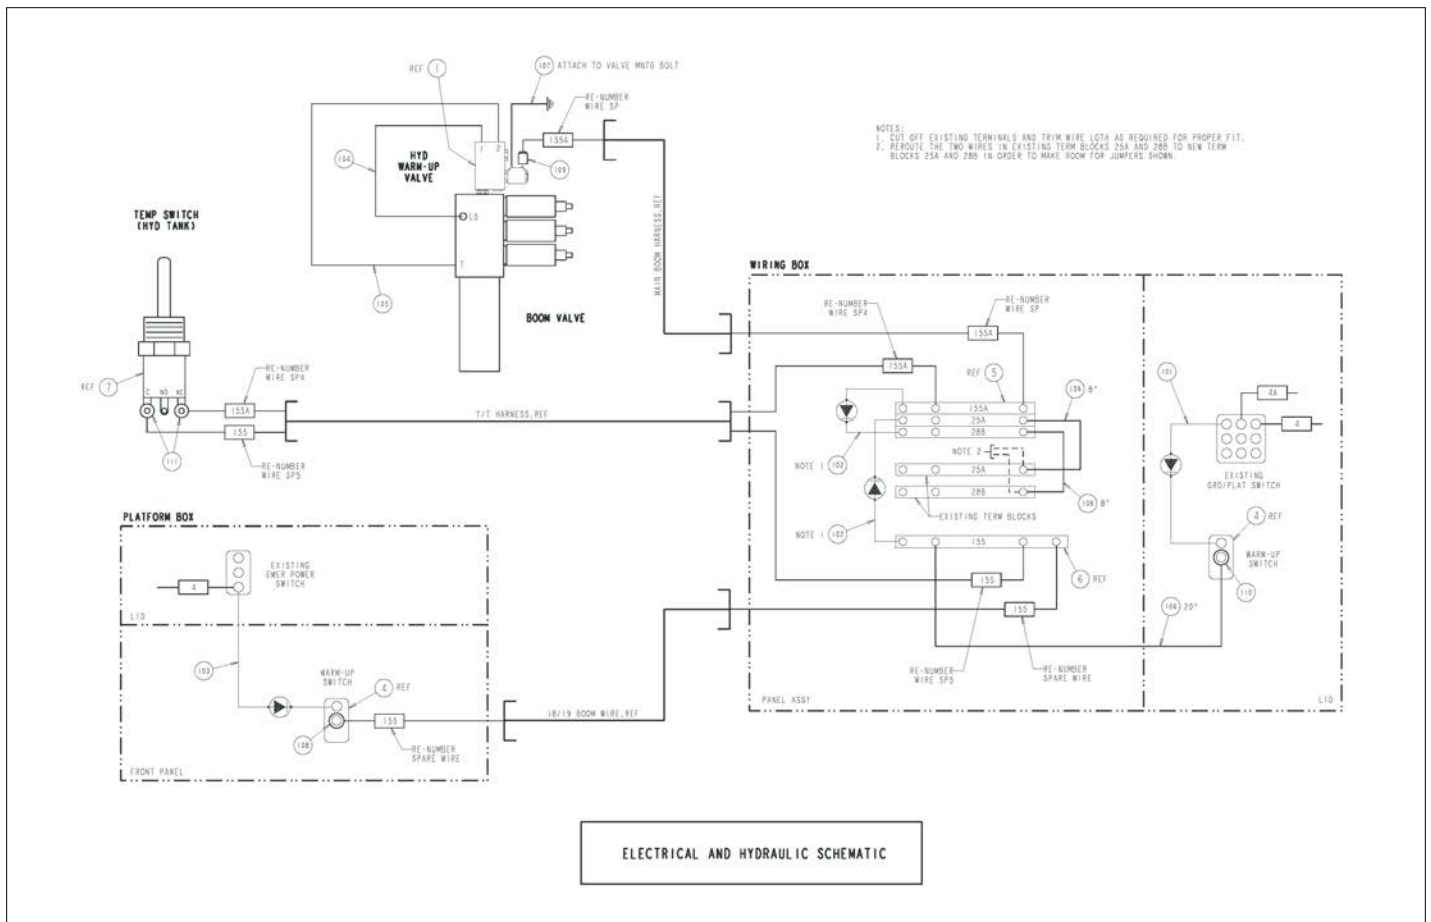 REF 1
107 ATTACH TO VALVE MNTG BOLT
RE-NUMBER
WIRE SP
155A
109
104
HYD
WARM-UP
VALVE
1 2
LS
T
105
BOOM VALVE
MAIN BOOM HARNESS,REF
NOTES:
1. CUT OFF EXISTING TERMINALS AND TRIM WIRE LGTH AS REQUIRED FOR PROPER FIT.
2. REROUTE THE TWO WIRES IN EXISTING TERM BLOCKS 25A AND 28B TO NEW TERM
BLOCKS 25A AND 28B IN ORDER TO MAKE ROOM FOR JUMPERS SHOWN.
TEMP SWITCH
(HYD TANK)
REF 7
C NO NC
RE-NUMBER
WIRE SP4
155A
155
111
RE-NUMBER
WIRE SP5
T/T HARNESS,REF
WIRING BOX
RE-NUMBER
WIRE SP4
RE-NUMBER
WIRE SP
155A
155A
REF 5
155A
25A
28B
8"
NOTE 1 102
NOTE 2
25A
28B
8"
EXISTING TERM BLOCKS
NOTE 1 102
155
6 REF
155
155
RE-NUMBER
WIRE SP5
RE-NUMBER
SPARE WIRE
106 20"
PANEL ASSY
101
4A
4
EXISTING
GRD/PLAT SWITCH
4 REF
WARM-UP
SWITCH
110
LID
PLATFORM BOX
EXISTING
EMER POWER
SWITCH
4
LID
103
WARM-UP
SWITCH
4 REF
108
155
RE-NUMBER
SPARE WIRE
FRONT PANEL
18/19 BOOM WIRE,REF
ELECTRICAL AND HYDRAULIC SCHEMATIC